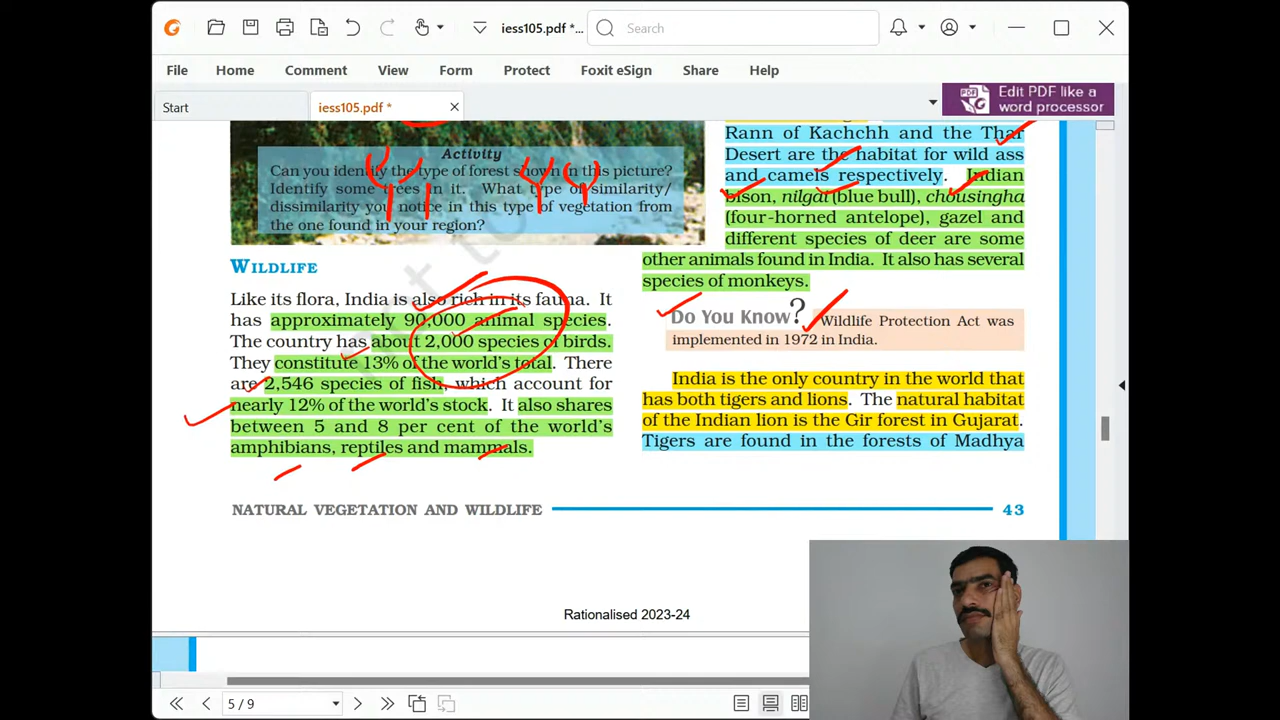 iess105.pdf *...
Search
File
Home
Comment
View
Form
Protect
Foxit eSign
Share
Help
Start
iess105.pdf *
Edit PDF like a
word processor
Activity
Can you identify the type of forest shown in this picture?
Identify some trees in it. What type of similarity/
dissimilarity you notice in this type of vegetation from
the one found in your region?
WILDLIFE
Like its flora, India is also rich in its fauna. It
has approximately 90,000 animal species.
The country has about 2,000 species of birds.
They constitute 13% of the world's total. There
are 2,546 species of fish, which account for
nearly 12% of the world's stock. It also shares
between 5 and 8 per cent of the world's
amphibians, reptiles and mammals.
Rann of Kachchh and the Thar
Desert are the habitat for wild ass
and camels respectively. Indian
bison, nilgai (blue bull), chousingha
(four-horned antelope), gazel and
different species of deer are some
other animals found in India. It also has several
species of monkeys.
Do You Know? Wildlife Protection Act was
implemented in 1972 in India.
India is the only country in the world that
has both tigers and lions. The natural habitat
of the Indian lion is the Gir forest in Gujarat.
Tigers are found in the forests of Madhya
NATURAL VEGETATION AND WILDLIFE 43
Rationalised 2023-24
5 / 9